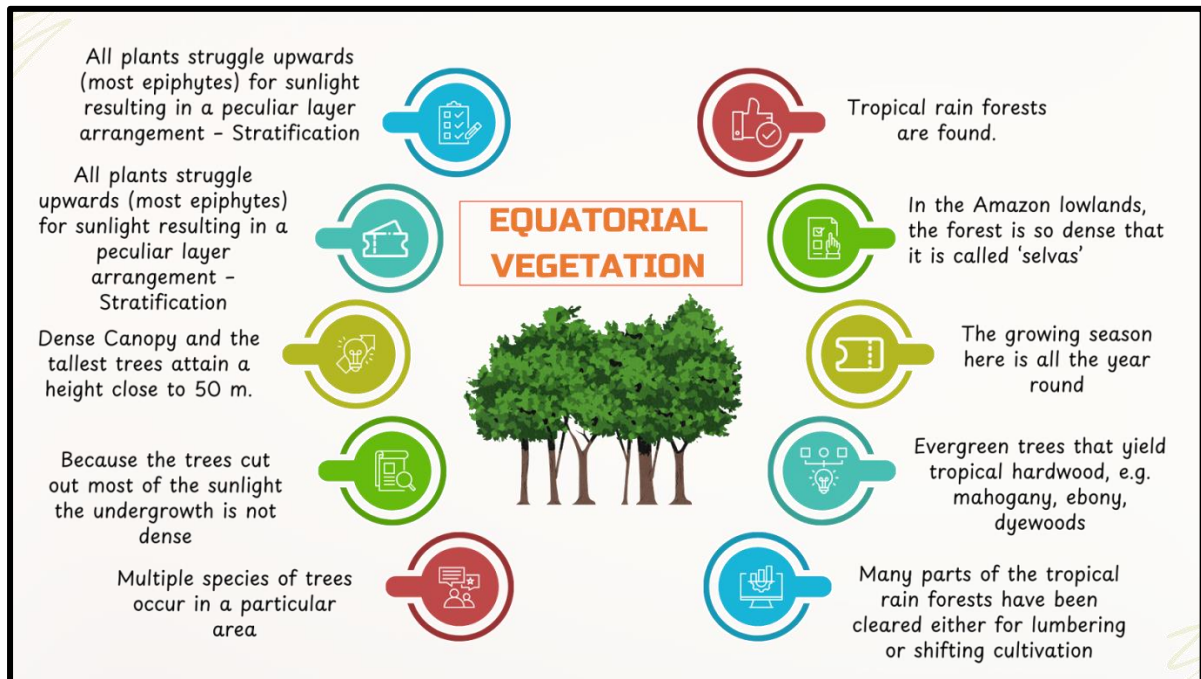 All plants struggle upwards
(most epiphytes) for sunlight
resulting in a peculiar layer
arrangement – Stratification
All plants struggle
upwards (most epiphytes)
for sunlight resulting in a
peculiar layer
arrangement –
Stratification
Dense Canopy and the
tallest trees attain a
height close to 50 m.
Because the trees cut
out most of the sunlight
the undergrowth is not
dense
Multiple species of trees
occur in a particular
area
EQUATORIAL
VEGETATION
Tropical rain forests
are found.
In the Amazon lowlands,
the forest is so dense that
it is called ‘selvas’
The growing season
here is all the year
round
Evergreen trees that yield
tropical hardwood, e.g.
mahogany, ebony,
dyewoods
Many parts of the tropical
rain forests have been
cleared either for lumbering
or shifting cultivation